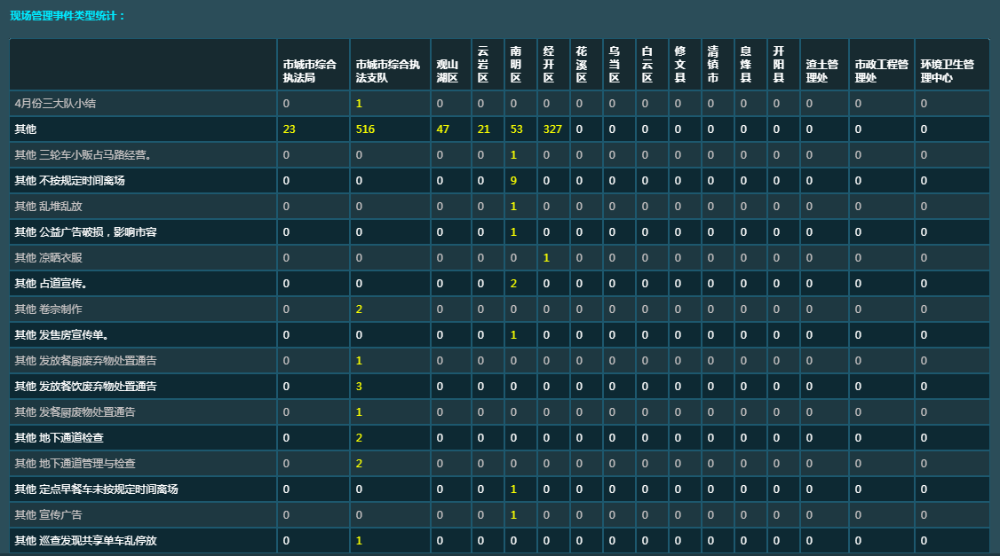 现场管理事件类型统计：
市城市综合执法局 市城市综合执法支队 观山湖区 云岩区 南明区 经开区 花溪区 乌当区 白云区 修文县 清镇市 息烽县 开阳县 渣土管理处 市政工程管理处 环境卫生管理中心
4月份三大队小结 0 1 0 0 0 0 0 0 0 0 0 0 0 0 0 0
其他 23 516 47 21 53 327 0 0 0 0 0 0 0 0 0 0
其他 三轮车小贩占马路经营。 0 0 0 0 1 0 0 0 0 0 0 0 0 0 0 0
其他 不按规定时间离场 0 0 0 0 9 0 0 0 0 0 0 0 0 0 0 0
其他 乱堆乱放 0 0 0 0 1 0 0 0 0 0 0 0 0 0 0 0
其他 公益广告破损，影响市容 0 0 0 0 1 0 0 0 0 0 0 0 0 0 0 0
其他 凉晒衣服 0 0 0 0 0 1 0 0 0 0 0 0 0 0 0 0
其他 占道宣传。 0 0 0 0 2 0 0 0 0 0 0 0 0 0 0 0
其他 卷宗制作 0 2 0 0 0 0 0 0 0 0 0 0 0 0 0 0
其他 发售房宣传单。 0 0 0 0 1 0 0 0 0 0 0 0 0 0 0 0
其他 发放餐厨废弃物处置通告 0 1 0 0 0 0 0 0 0 0 0 0 0 0 0 0
其他 发放餐饮废弃物处置通告 0 3 0 0 0 0 0 0 0 0 0 0 0 0 0 0
其他 发餐厨废物处置通告 0 1 0 0 0 0 0 0 0 0 0 0 0 0 0 0
其他 地下通道检查 0 2 0 0 0 0 0 0 0 0 0 0 0 0 0 0
其他 地下通道管理与检查 0 2 0 0 0 0 0 0 0 0 0 0 0 0 0 0
其他 定点早餐车未按规定时间离场 0 0 0 0 1 0 0 0 0 0 0 0 0 0 0 0
其他 宣传广告 0 0 0 0 1 0 0 0 0 0 0 0 0 0 0 0
其他 巡查发现共享单车乱停放 0 1 0 0 0 0 0 0 0 0 0 0 0 0 0 0